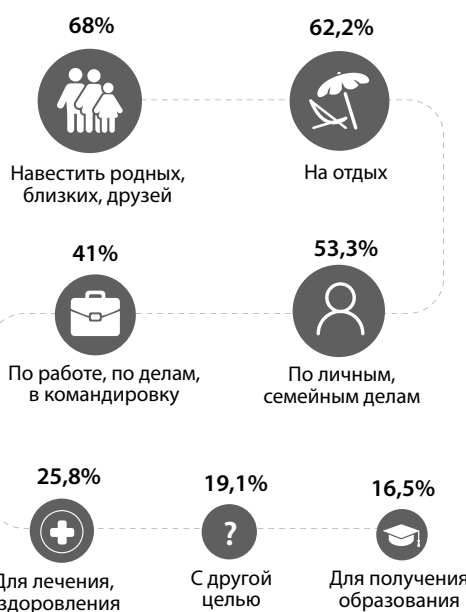 68%
62,2%
Навестить родных,
близких, друзей
На отдых
41%
53,3%
По работе, по делам,
в командировку
По личным,
семейным делам
25,8%
19,1%
16,5%
?
Для лечения,
здоровления
С другой
целью
Для получения
образования